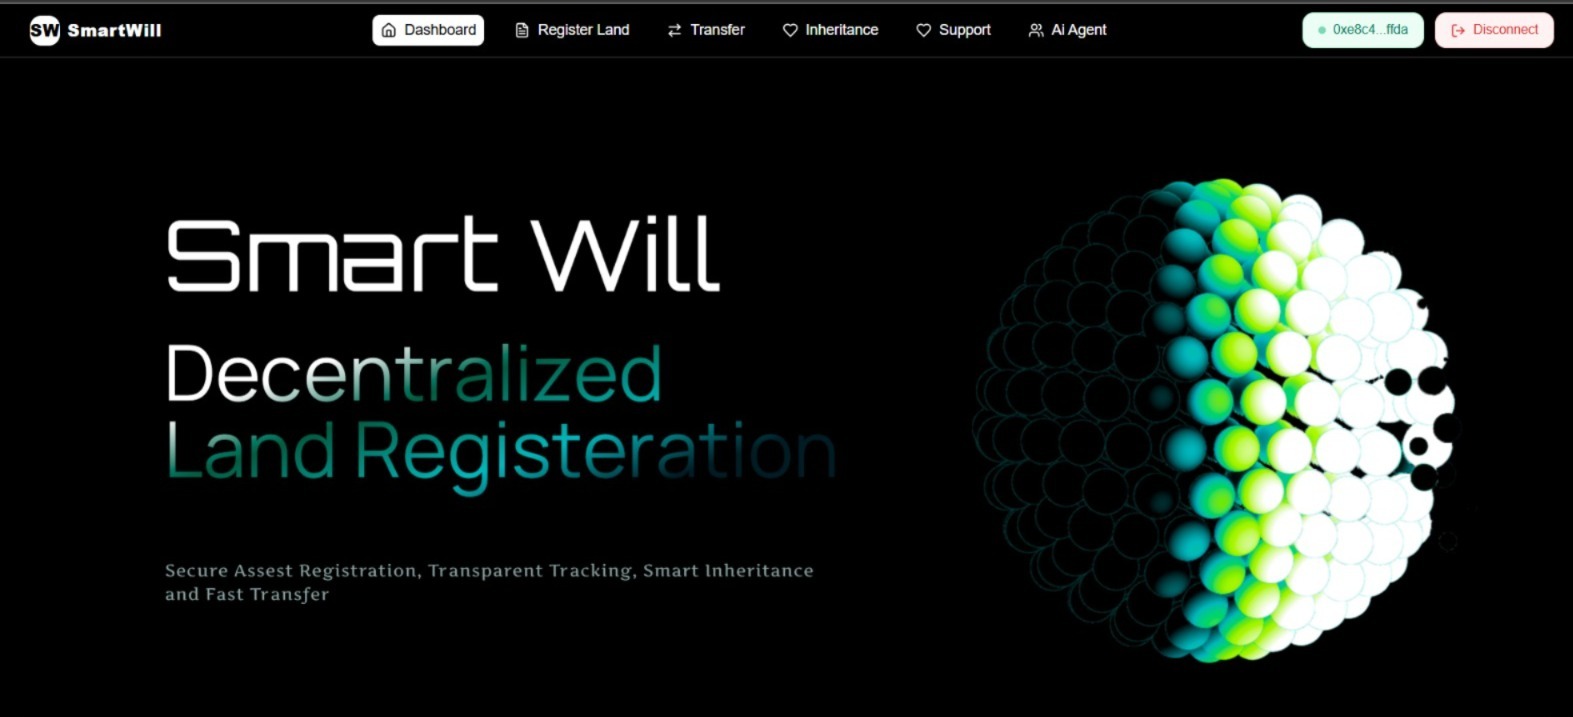 SW SmartWill
Dashboard
Register Land
Transfer
Inheritance
Support
Ai Agent
0xe8c4...ffda
Disconnect
Smart Will
Decentralized
Land Registeration
Secure Assest Registration, Transparent Tracking, Smart Inheritance
and Fast Transfer